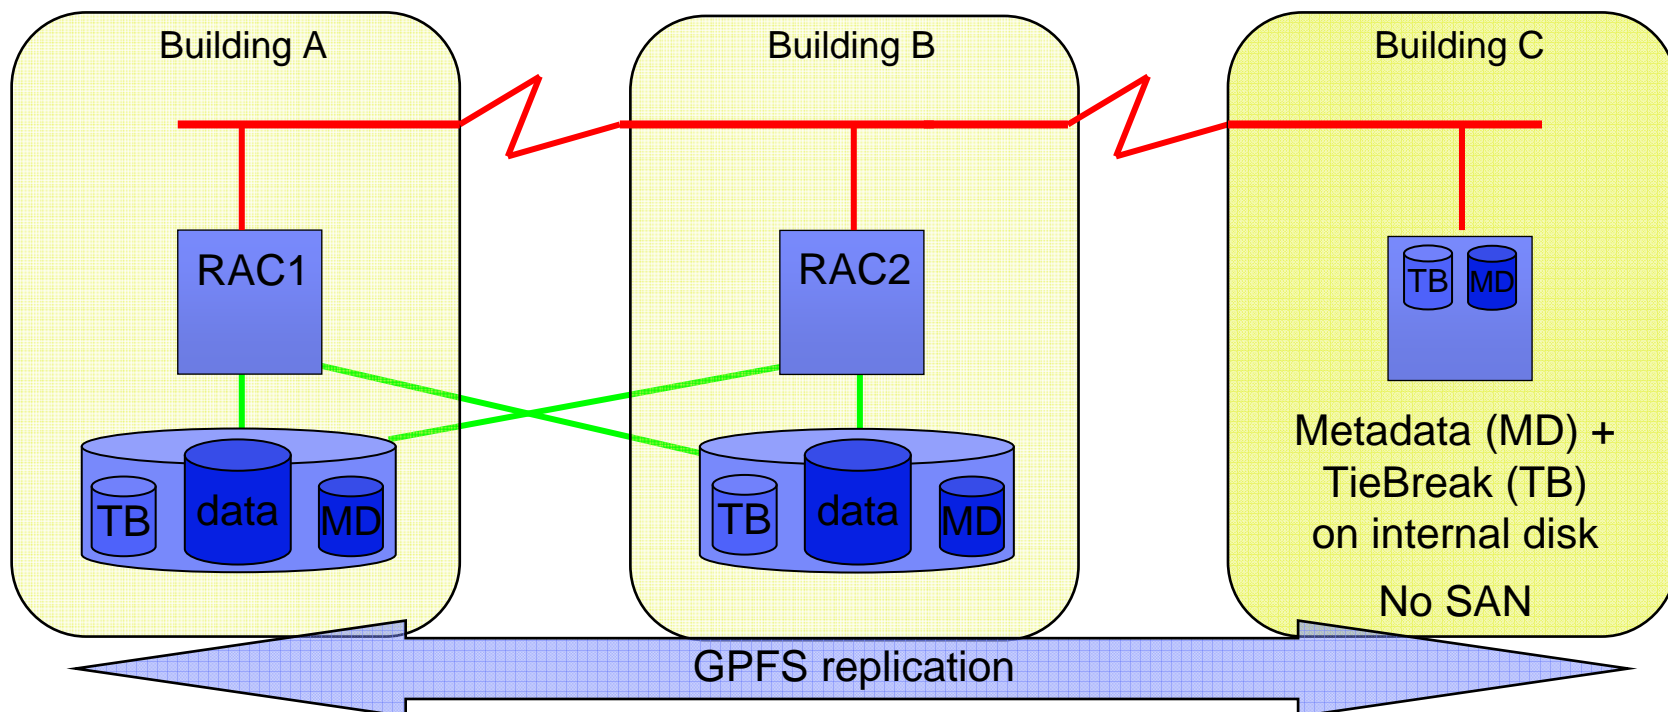 Building A
Building B
Building C
RAC1
RAC2
TB
MD
Metadata (MD) +
TieBreak (TB)
on internal disk
No SAN
TB
data
MD
TB
data
MD
GPFS replication